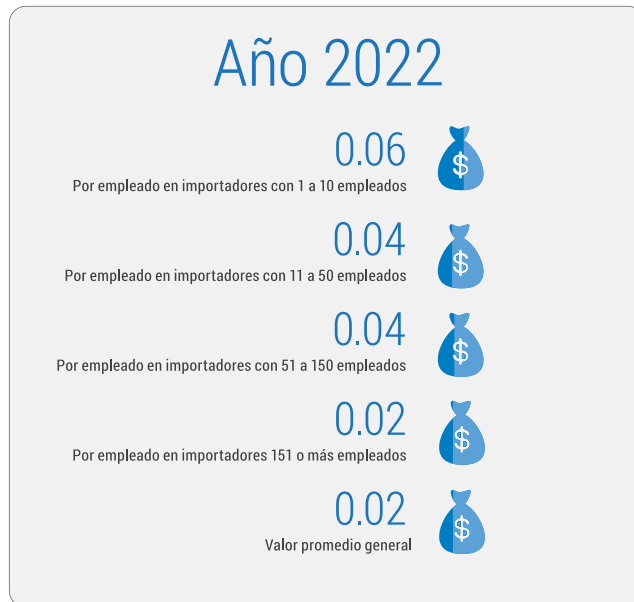 Año 2022
0.06
$
Por empleado en importadores con 1 a 10 empleados
0.04
$
Por empleado en importadores con 11 a 50 empleados
0.04
$
Por empleado en importadores con 51 a 150 empleados
0.02
$
Por empleado en importadores 151 o más empleados
0.02
$
Valor promedio general